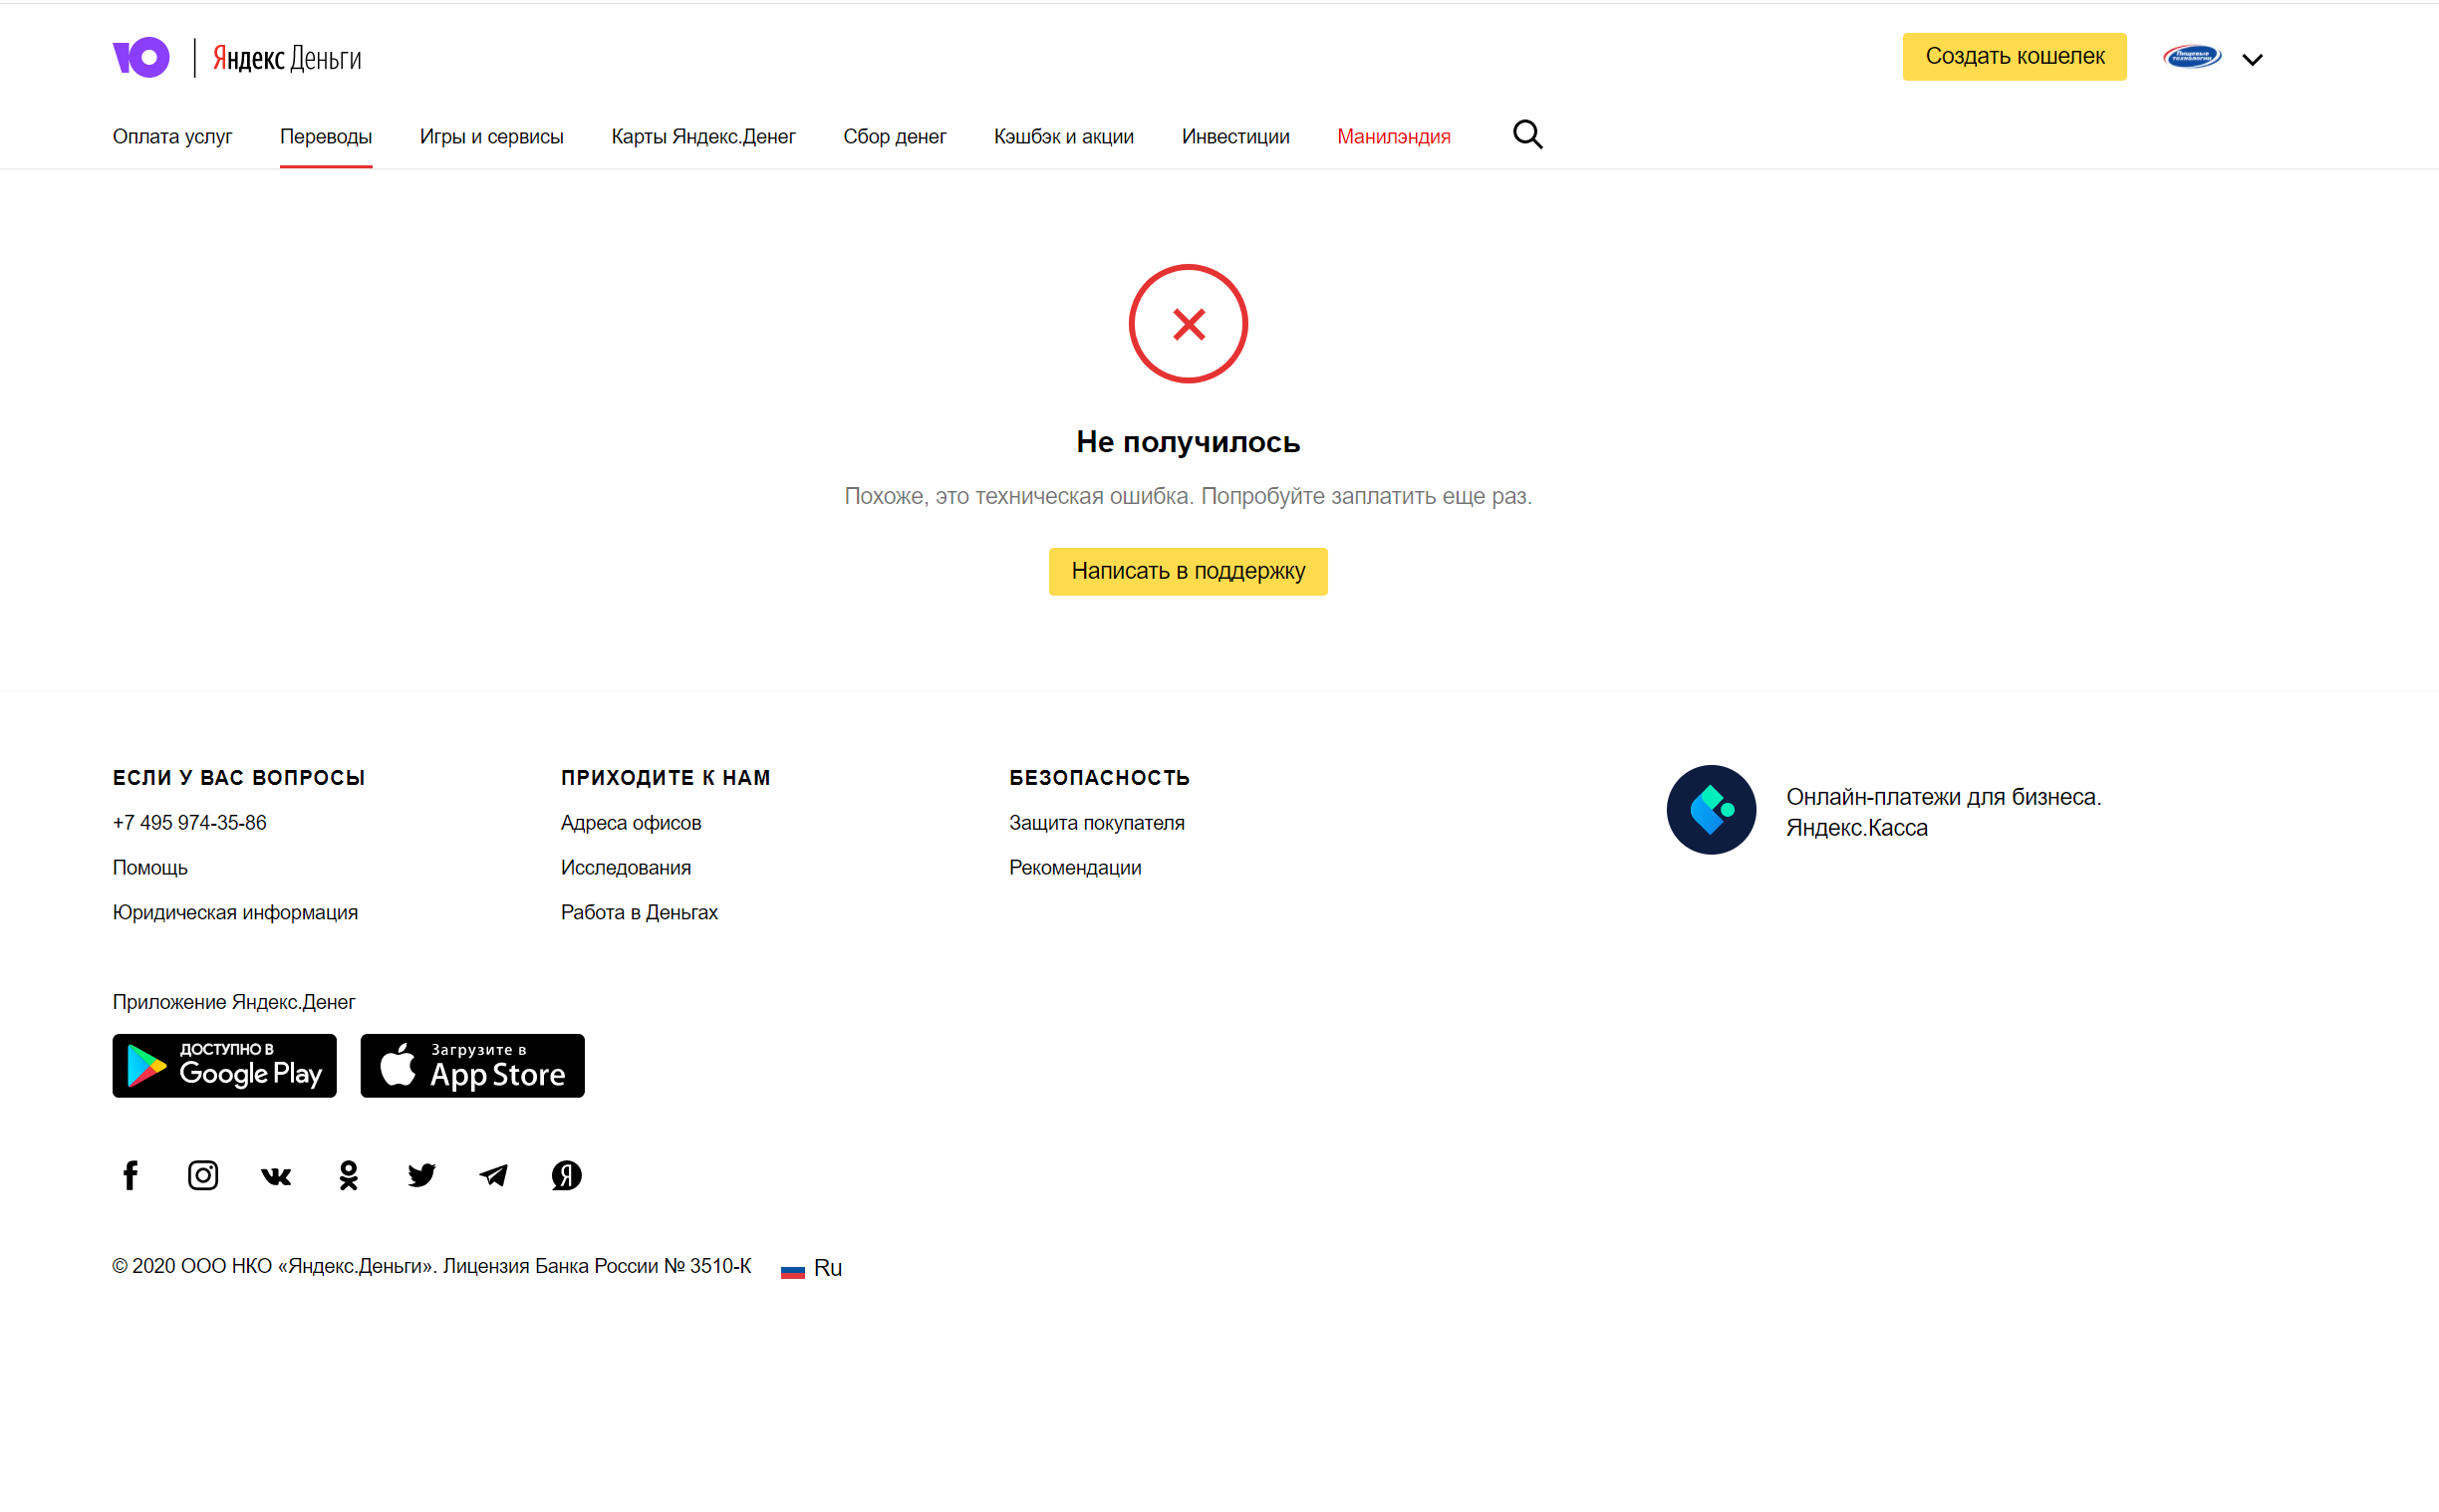 Яндекс Деньги
Создать кошелек
Пищевые
технологии
Оплата услуг
Переводы
Игры и сервисы
Карты Яндекс.Денег
Сбор денег
Кэшбэк и акции
Инвестиции
Манилэндия
Не получилось
Похоже, это техническая ошибка. Попробуйте заплатить еще раз.
Написать в поддержку
ЕСЛИ У ВАС ВОПРОСЫ
+7 495 974-35-86
Помощь
Юридическая информация
ПРИХОДИТЕ К НАМ
Адреса офисов
Исследования
Работа в Деньгах
БЕЗОПАСНОСТЬ
Защита покупателя
Рекомендации
Онлайн-платежи для бизнеса.
Яндекс.Касса
Приложение Яндекс.Денег
ДОСТУПНО В
Google Play
Загрузите в
App Store
© 2020 ООО НКО «Яндекс.Деньги». Лицензия Банка России № 3510-К
Ru